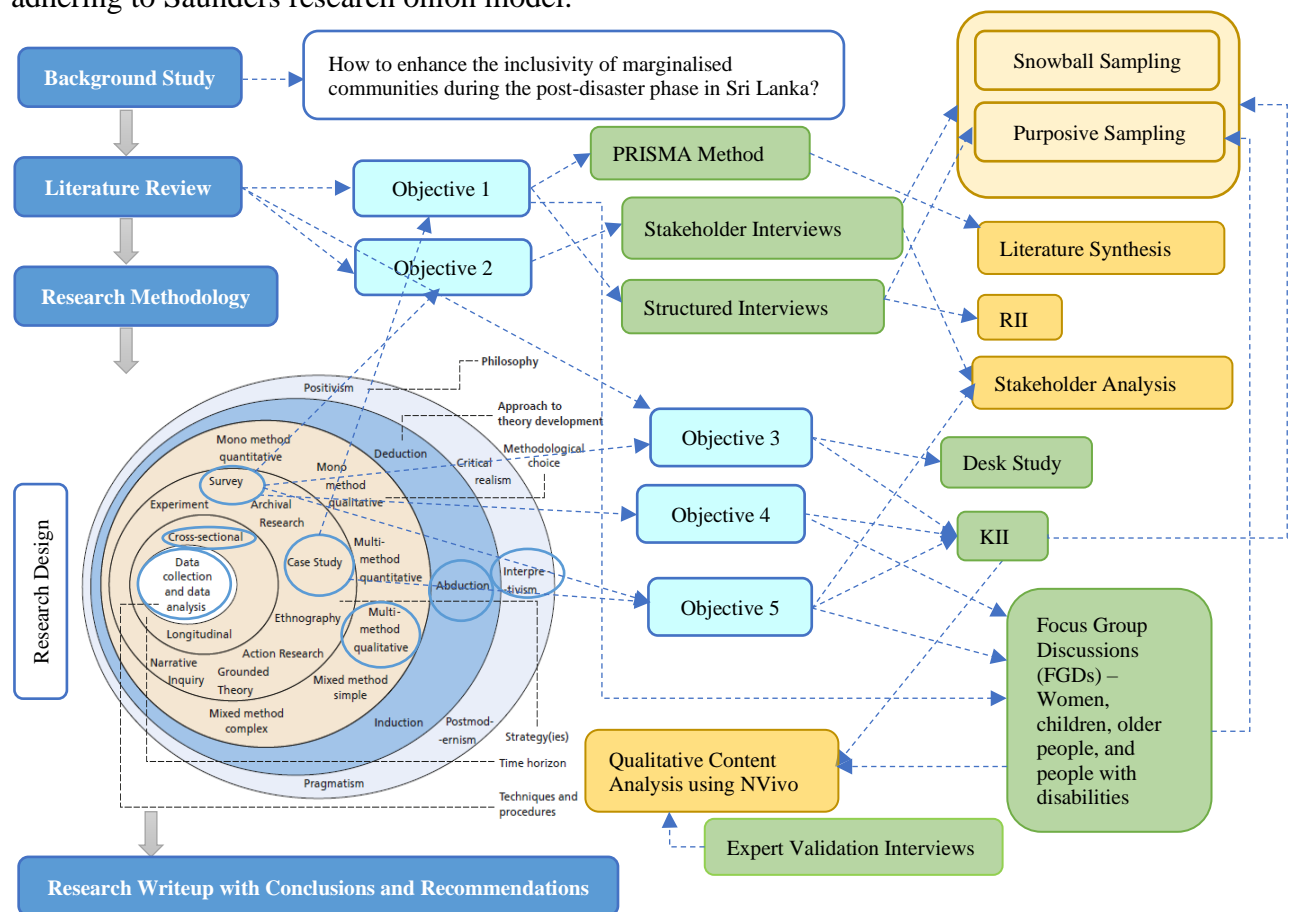 adhering to Saunders research onion model.
Background Study
How to enhance the inclusivity of marginalised
communities during the post-disaster phase in Sri Lanka?
Snowball Sampling
Purposive Sampling
PRISMA Method
Literature Review
Objective 1
Stakeholder Interviews
Literature Synthesis
Objective 2
Research Methodology
Structured Interviews
RII
Stakeholder Analysis
Philosophy
Positivism
Approach to
theory development
Objective 3
Desk Study
Mono method
quantitative
Deduction
Methodological
choice
Critical
realism
Mono
method
qualitative
Survey
Experiment
Archival
Research
Objective 4
KII
Cross-sectional
Case Study
Multi-
method
quantitative
Data
collection
and data
analysis
Abduction
Interpre
-tivism
Objective 5
Research Design
Ethnography
Multi-
method
qualitative
Longitudinal
Action Research
Narrative
Inquiry
Grounded
Theory
Mixed method
simple
Mixed method
complex
Induction
Postmod-
-ernism
Strategy(ies)
Time horizon
Pragmatism
Techniques and
procedures
Focus Group
Discussions
(FGDs) –
Women,
children, older
people, and
people with
disabilities
Qualitative Content
Analysis using NVivo
Expert Validation Interviews
Research Writeup with Conclusions and Recommendations